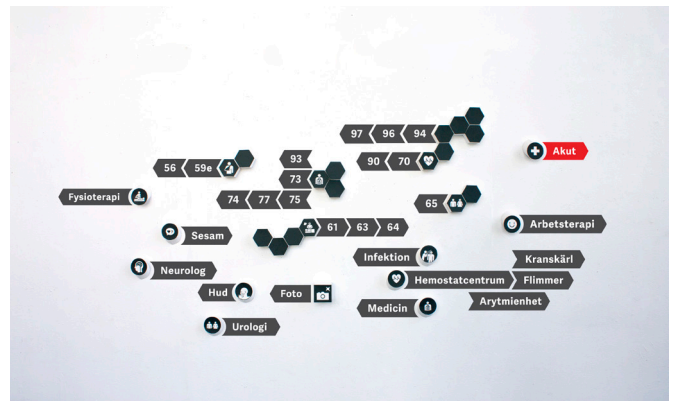 97 96 94
93
90 70
Akut
56 59e
73
74 77 75
65
Fysioterapi
Sesam
61 63 64
Arbetsterapi
Infektion
Kranskärl
Neurolog
Hemostatcentrum
Flimmer
Hud
Foto
Medicin
Arytmienhet
Urologi